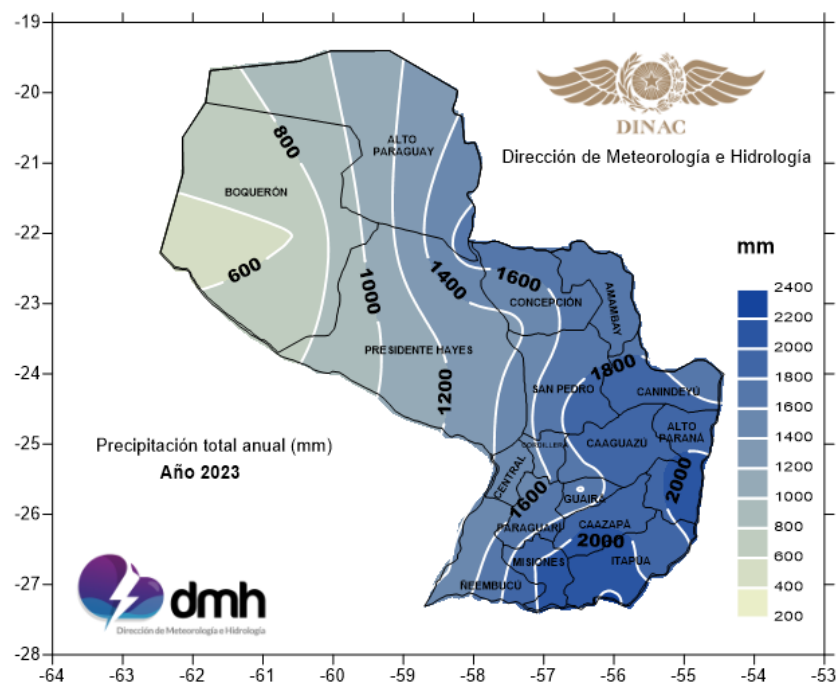 -19
-20
-21
-22
-23
-24
-25
-26
-27
-28
-64
-63
-62
-61
-60
-59
-58
-57
-56
-55
-54
-53
DINAC
Dirección de Meteorología e Hidrología
ALTO
PARAGUAY
BOQUERÓN
800
600
1000
1400
1600
CONCEPCIÓN
AMAMBAY
PRESIDENTE HAYES
1200
SAN PEDRO
1800
CANINDEYÚ
ALTO
PARANÁ
CORDILLERA
CAAGUAZÚ
CENTRAL
2000
1600
GUAIRÁ
PARAGUARÍ
CAAZAPÁ
2000
MISIONES
ITAPÚA
ÑEEMBUCÚ
mm
2400
2200
2000
1800
1600
1400
1200
1000
800
600
400
200
Precipitación total anual (mm)
Año 2023
dmh
Dirección de Meteorología e Hidrología